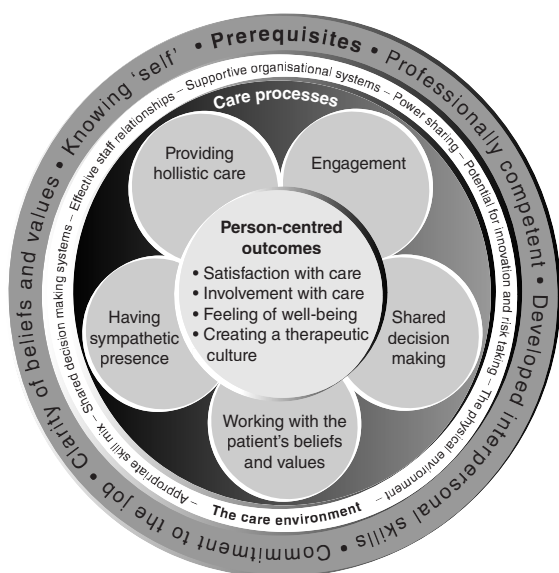 Prerequisites • Professionally competent • Developed interpersonal skills • Commitment to the job • Clarity of beliefs and values • Knowing ‘self’ •
The care environment – Appropriate skill mix – Shared decision making systems – Effective staff relationships – Supportive organisational systems – Power sharing – Potential for innovation and risk taking – The physical environment –
Care processes
Providing
hollistic care
Engagement
Person-centred
outcomes
• Satisfaction with care
• Involvement with care
• Feeling of well-being
• Creating a therapeutic
culture
Having
sympathetic
presence
Shared
decision
making
Working with the
patient’s beliefs
and values